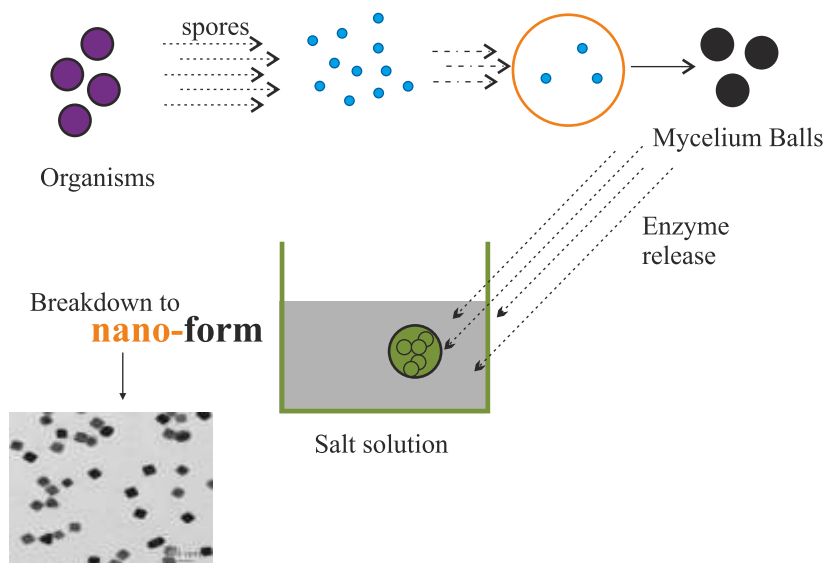 spores
Organisms
Mycelium Balls
Enzyme
release
Breakdown to
nano-form
Salt solution